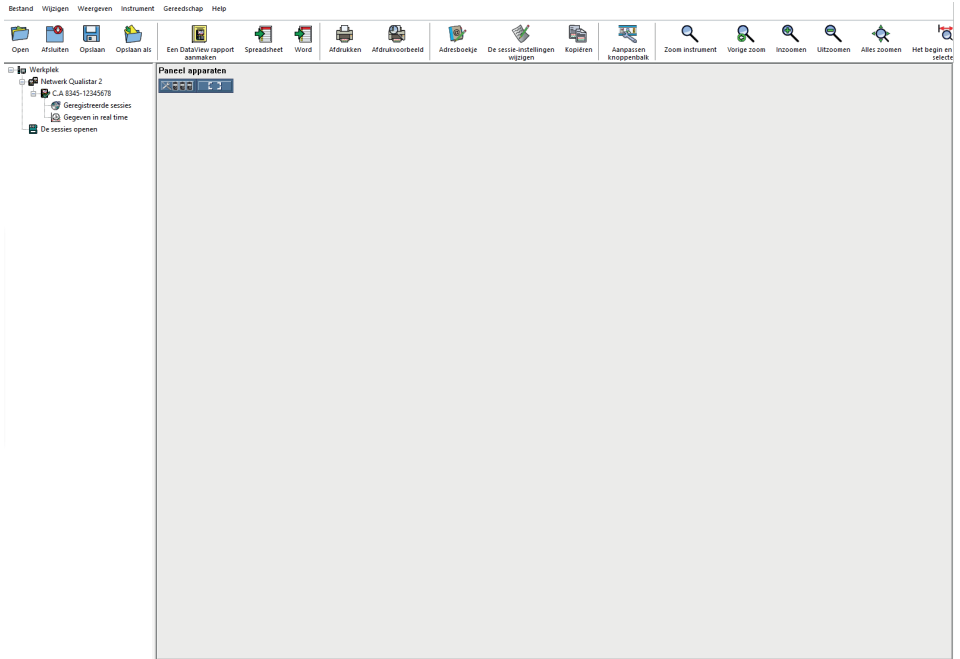 Bestand Wijzigen Weergeven Instrument Gereedschap Help
Open Afsluiten Opslaan Opslaan als Een DataView rapport Spreadsheet Word Afdrukken Afdrukvoorbeeld Adresboekje De sessie-instellingen Kopiëren Aanpassen Zoom instrument Vorige zoom Inzoomen Uitzoomen Alles zoomen Het begin en
aanmaken wijzigen knoppenbalk selecte
Werkplek
Netwerk Qualistar 2
C.A 8345-12345678
Geregistreerde sessies
Gegeven in real time
De sessies openen
Paneel apparaten